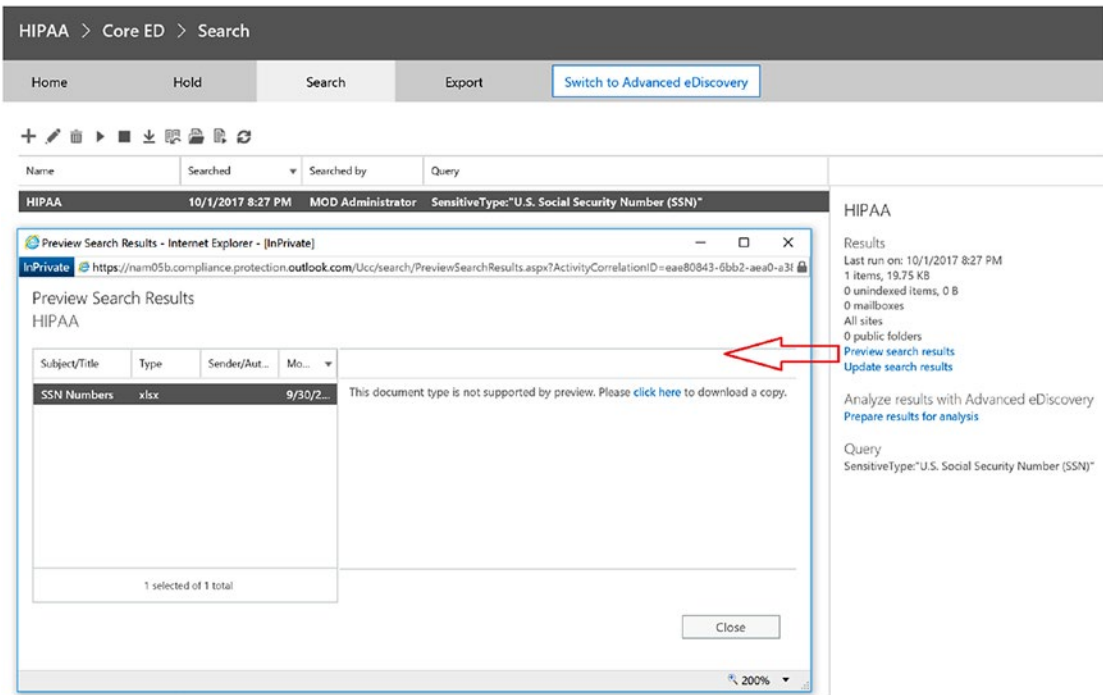 HIPAA > Core ED > Search
Home Hold Search Export Switch to Advanced eDiscovery
Name Searched Searched by Query
HIPAA 10/1/2017 8:27 PM MOD Administrator SensitiveType:"U.S. Social Security Number (SSN)"
Preview Search Results - Internet Explorer - [InPrivate]
InPrivate https://nam05b.compliance.protection.outlook.com/Ucc/search/PreviewSearchResults.aspx?ActivityCorrelationID=eae80843-6bb2-aea0-a38
Preview Search Results
HIPAA
Subject/Title Type Sender/Aut... Mo...
SSN Numbers xlsx 9/30/2...
This document type is not supported by preview. Please click here to download a copy.
1 selected of 1 total
Close
200%
HIPAA
Results
Last run on: 10/1/2017 8:27 PM
1 items, 19.75 KB
0 unindexed items, 0 B
0 mailboxes
All sites
0 public folders
Preview search results
Update search results
Analyze results with Advanced eDiscovery
Prepare results for analysis
Query
SensitiveType:"U.S. Social Security Number (SSN)"